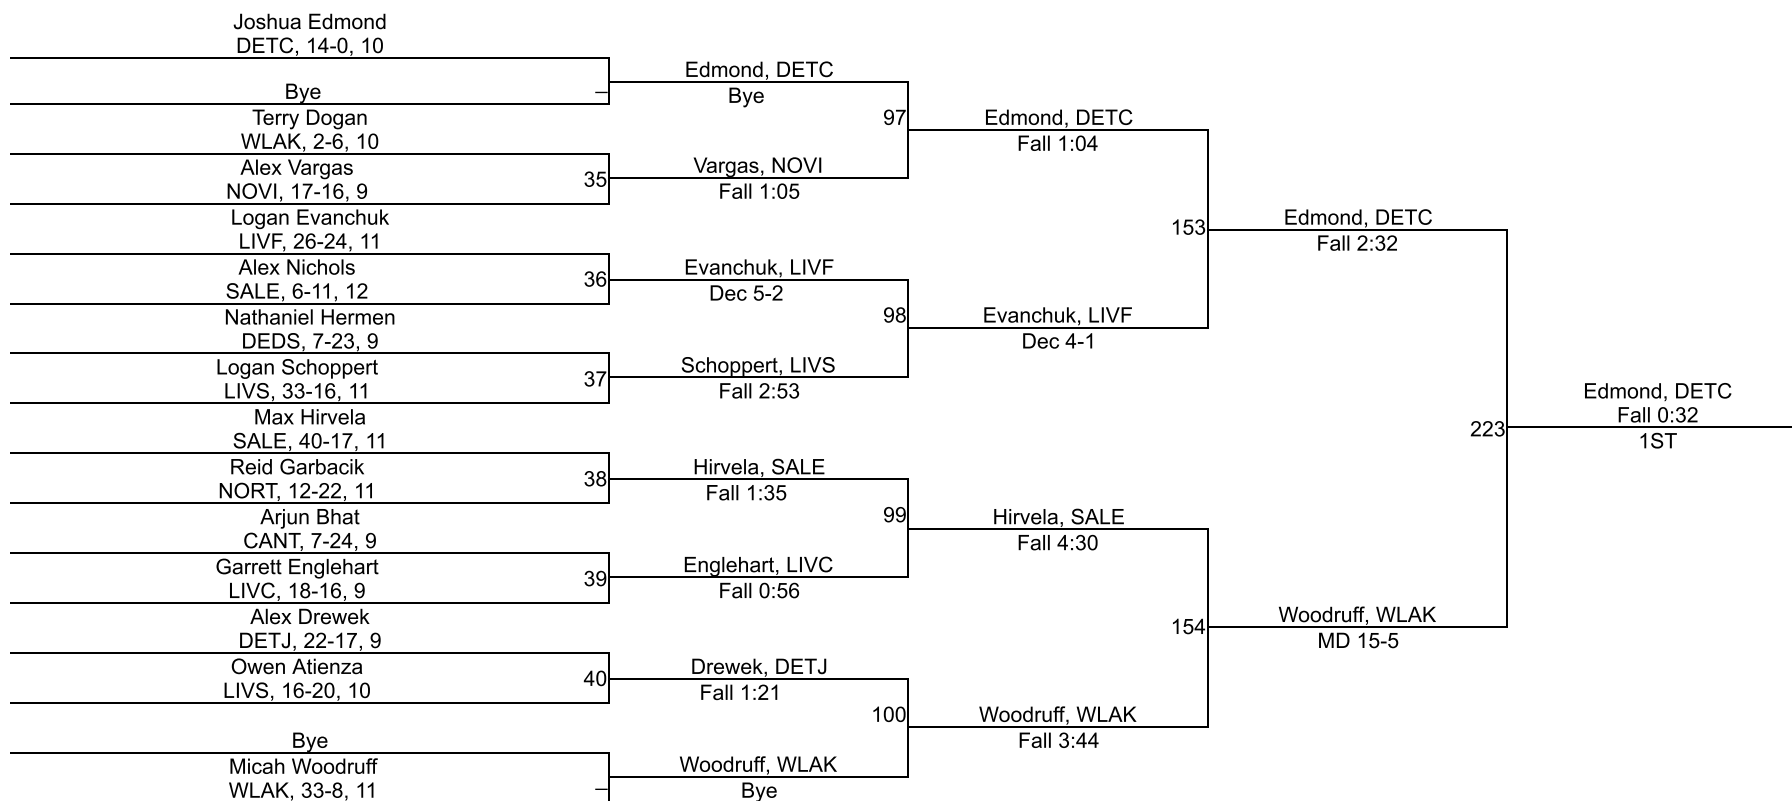 Joshua Edmond
DETC, 14-0, 10
Bye
–
Terry Dogan
WLAK, 2-6, 10
Alex Vargas
NOVI, 17-16, 9
35
Logan Evanchuk
LIVF, 26-24, 11
Alex Nichols
SALE, 6-11, 12
36
Nathaniel Hermen
DEDS, 7-23, 9
Logan Schoppert
LIVS, 33-16, 11
37
Max Hirvela
SALE, 40-17, 11
Reid Garbacik
NORT, 12-22, 11
38
Arjun Bhat
CANT, 7-24, 9
Garrett Englehart
LIVC, 18-16, 9
39
Alex Drewek
DETJ, 22-17, 9
Owen Atienza
LIVS, 16-20, 10
40
Bye
Micah Woodruff
WLAK, 33-8, 11
–
Edmond, DETC
Bye
97
Vargas, NOVI
Fall 1:05
Evanchuk, LIVF
Dec 5-2
98
Schoppert, LIVS
Fall 2:53
Hirvela, SALE
Fall 1:35
99
Englehart, LIVC
Fall 0:56
Drewek, DETJ
Fall 1:21
100
Woodruff, WLAK
Bye
Edmond, DETC
Fall 1:04
153
Evanchuk, LIVF
Dec 4-1
Hirvela, SALE
Fall 4:30
154
Woodruff, WLAK
Fall 3:44
Edmond, DETC
Fall 2:32
223
Woodruff, WLAK
MD 15-5
Edmond, DETC
Fall 0:32
1ST